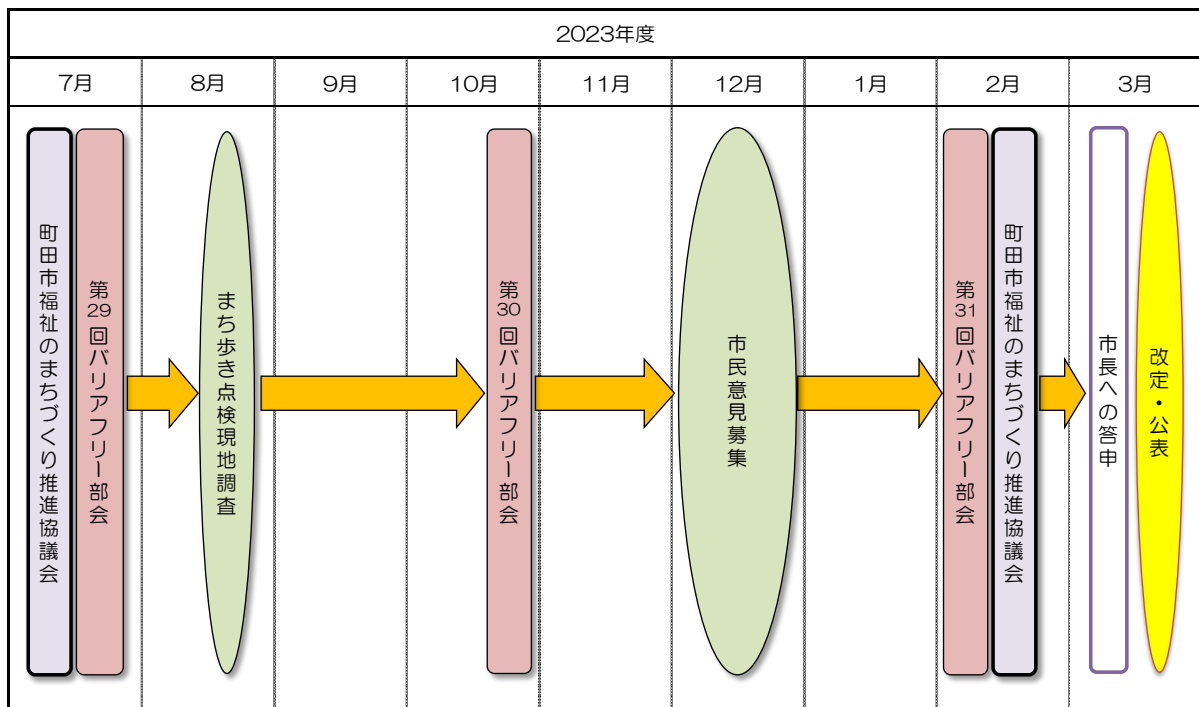 2023年度
7月
8月
9月
10月
11月
12月
1月
2月
3月
町田市福祉のまちづくり推進協議会
第29回バリアフリー部会
まち歩き点検現地調査
第30回バリアフリー部会
市民意見募集
第31回バリアフリー部会
町田市福祉のまちづくり推進協議会
市長への答申
改定・公表